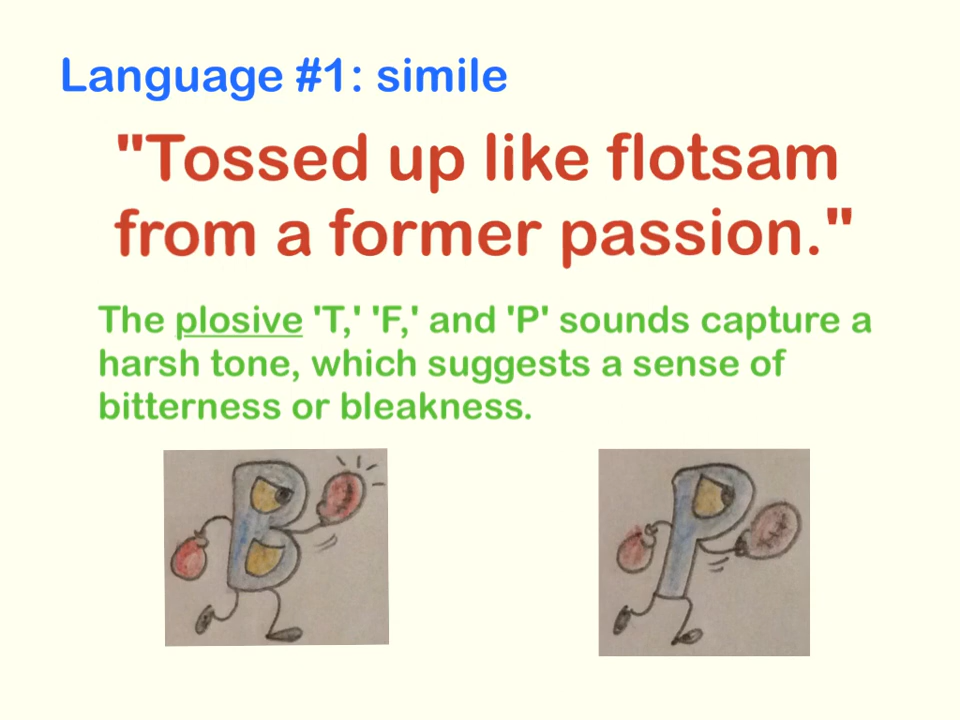 Language #1: simile
"Tossed up like flotsam
from a former passion."
The plosive 'T,' 'F,' and 'P' sounds capture a
harsh tone, which suggests a sense of
bitterness or bleakness.
B
P